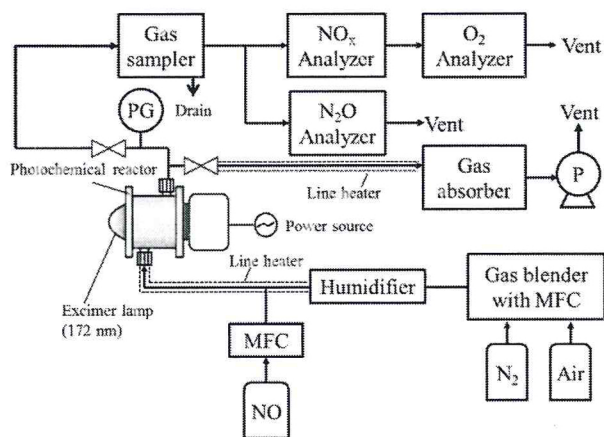 Gas
sampler
NOx
Analyzer
O2
Analyzer
Vent
PG
Drain
N2O
Analyzer
Vent
Vent
Photochemical reactor
Line heater
Gas
absorber
P
Power source
Line heater
Excimer lamp
(172 nm)
Humidifier
Gas blender
with MFC
MFC
N2
Air
NO